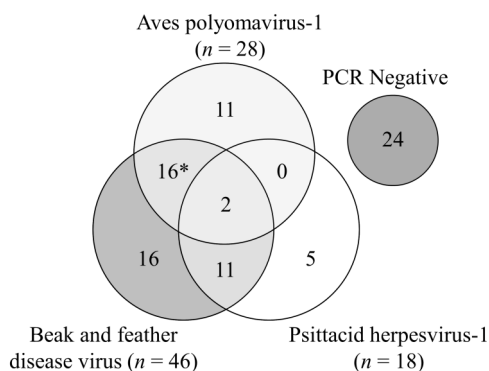 Aves polyomavirus-1
(n = 28)
PCR Negative
11
24
16*
0
2
16
11
5
Beak and feather
disease virus (n = 46)
Psittacid herpesvirus-1
(n = 18)